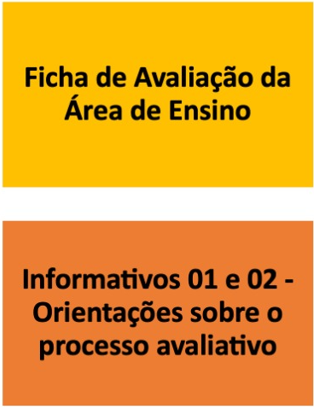 Ficha de Avaliação da
Área de Ensino
Informativos 01 e 02 -
Orientações sobre o
processo avaliativo